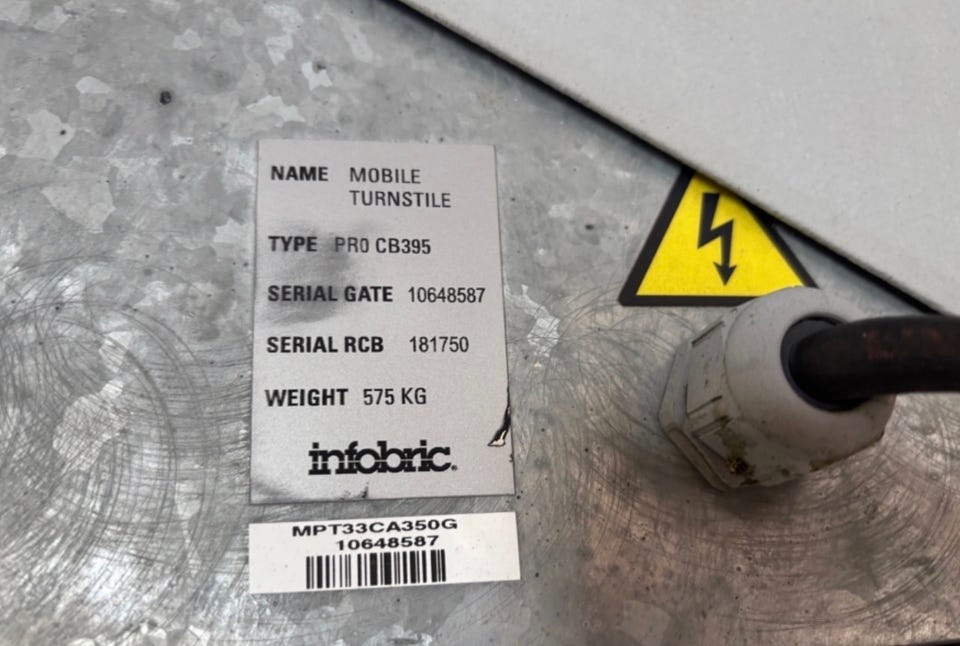 NAME MOBILE
TURNSTILE
TYPE PRO CB395
SERIAL GATE 10648587
SERIAL RCB 181750
WEIGHT 575 KG
infobric®
MPT33CA350G
10648587